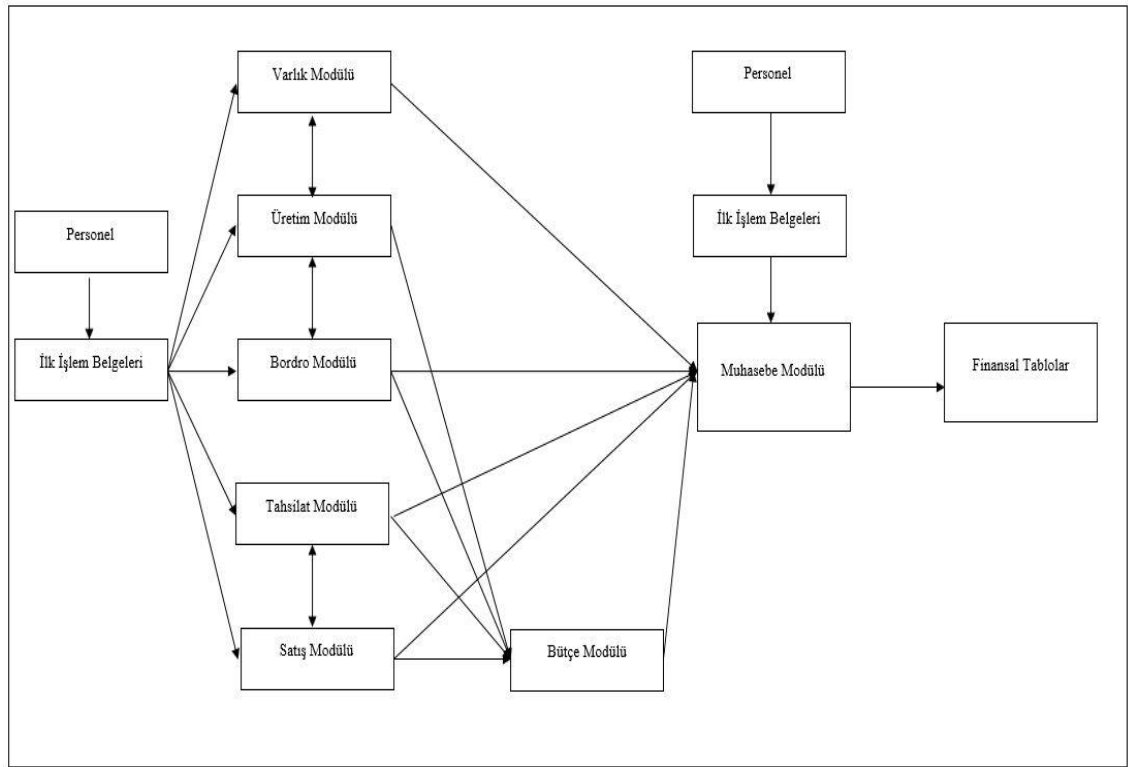 Varlık Modülü
Personel
Üretim Modülü
İlk İşlem Belgeleri
Personel
İlk İşlem Belgeleri
Bordro Modülü
Muhasebe Modülü
Finansal Tablolar
Tahsilat Modülü
Satış Modülü
Bütçe Modülü